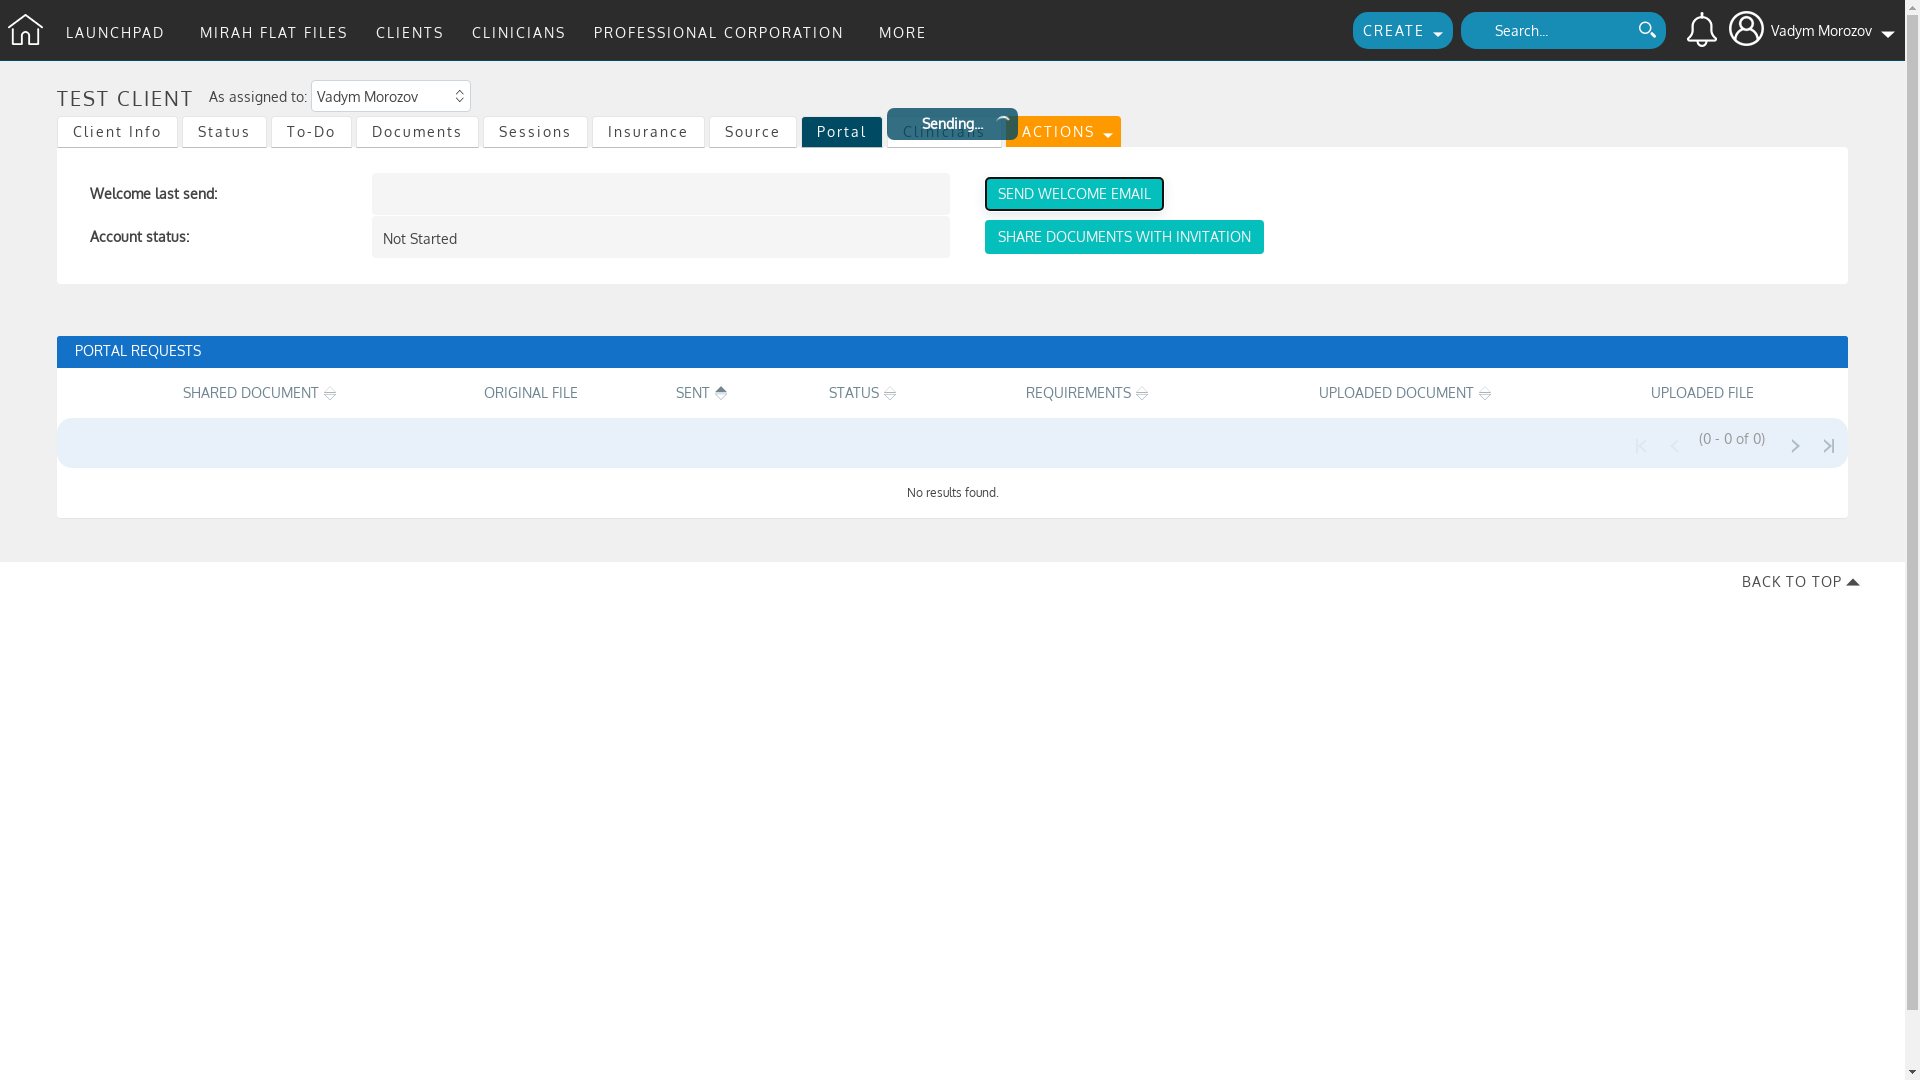 LAUNCHPAD MIRAH FLAT FILES CLIENTS CLINICIANS PROFESSIONAL CORPORATION MORE CREATE Search... Vadym Morozov
TEST CLIENT As assigned to: Vadym Morozov
Sending...
Client Info Status To-Do Documents Sessions Insurance Source Portal Clinicians ACTIONS
Welcome last send: SEND WELCOME EMAIL
Account status: Not Started SHARE DOCUMENTS WITH INVITATION
PORTAL REQUESTS
SHARED DOCUMENT ORIGINAL FILE SENT STATUS REQUIREMENTS UPLOADED DOCUMENT UPLOADED FILE
(0 - 0 of 0)
No results found.
BACK TO TOP